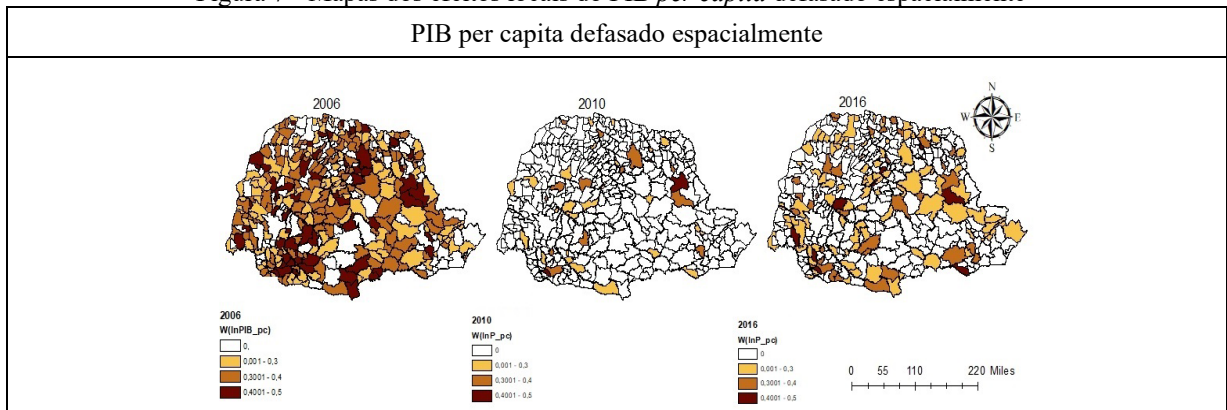 PIB per capita defasado espacialmente
2006
2010
2016
N
W
E
S
2006
W(lnPIB_pc)
0,
0,001 - 0,3
0,3001 - 0,4
0,4001 - 0,5
2010
W(lnP_pc)
0
0,001 - 0,3
0,3001 - 0,4
0,4001 - 0,5
2016
W(lnP_pc)
0
0,001 - 0,3
0,3001 - 0,4
0,4001 - 0,5
0 55 110 220 Miles